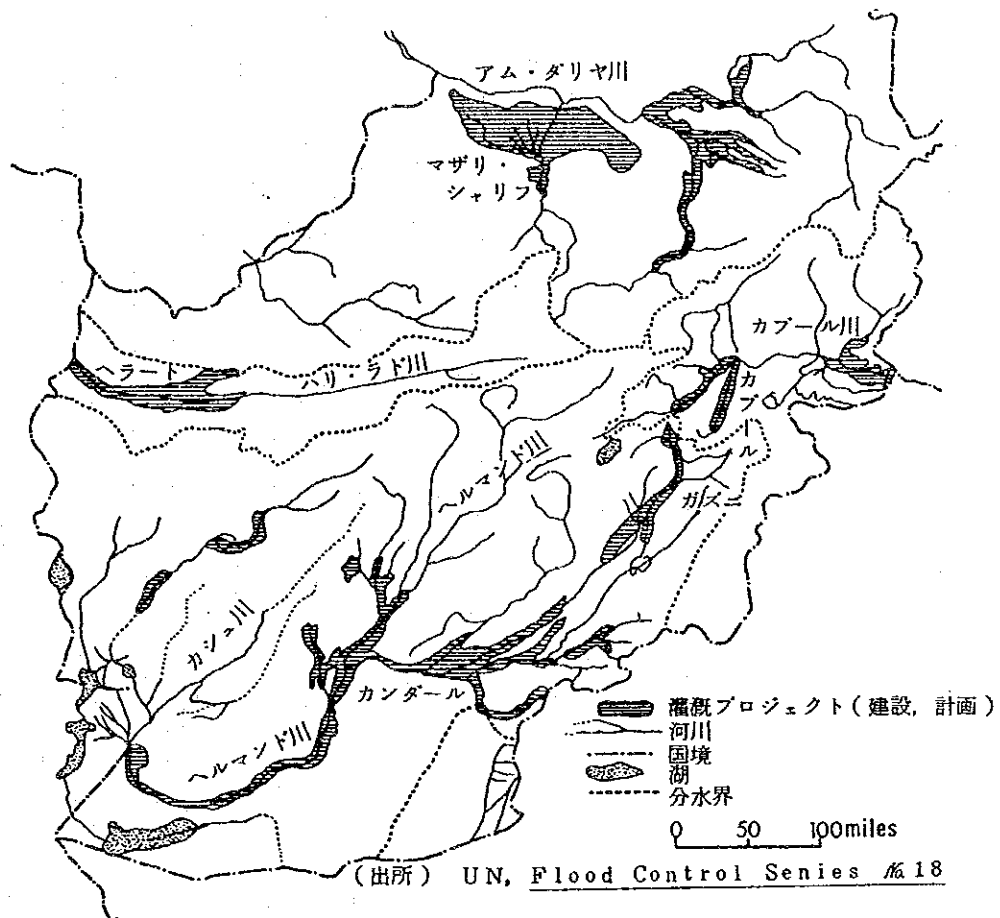 アム・ダリヤ川
マザリ・
シャリフ
カブール川
ヘラート
ハリ・ラド川
カブール
ヘルマンド川
ガズニ
カシュ川
カンダール
ヘルマンド川
灌漑プロジェクト(建設,計画)
河川
国境
湖
分水界
0 50 100miles
(出所) UN, Flood Control Senies №18